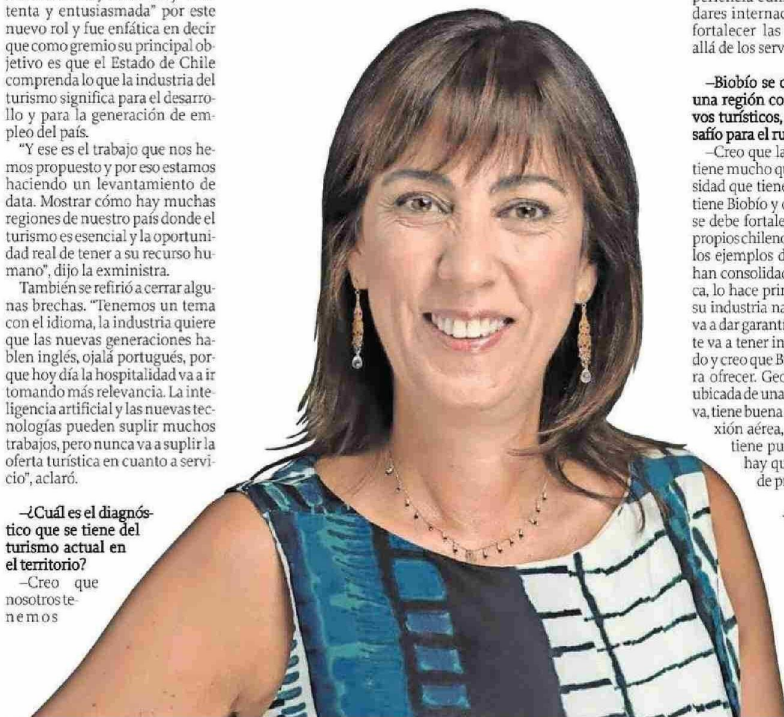 tenta y entusiasmada” por este
nuevo rol y fue enfática en decir
que como gremio su principal ob-
jetivo es que el Estado de Chile
comprenda lo que la industria del
turismo significa para el desarro-
llo y para la generación de em-
pleo del país.
“Y ese es el trabajo que nos he-
mos propuesto y por eso estamos
haciendo un levantamiento de
data. Mostrar cómo hay muchas
regiones de nuestro país donde el
turismo es esencial y la oportuni-
dad real de tener a su recurso hu-
mano”, dijo la exministra.
También se refirió a cerrar algu-
nas brechas. “Tenemos un tema
con el idioma, la industria quiere
que las nuevas generaciones ha-
blen inglés, ojalá portugués, por-
que hoy día la hospitalidad va a ir
tomando más relevancia. La inte-
ligencia artificial y las nuevas tec-
nologías pueden suplir muchos
trabajos, pero nunca va a suplir la
oferta turística en cuanto a servi-
cio”, aclaró.
–¿Cuál es el diagnós-
tico que se tiene del
turismo actual en
el territorio?
–Creo que
nosotros te-
nemos
dares internac
fortalecer las
allá de los serv
–Biobío se c
una región co
vos turísticos,
safío para el ru
–Creo que la
tiene mucho qu
sidad que tiene
tiene Biobío y c
se debe fortale
propios chileno
los ejemplos d
han consolidad
ca, lo hace prin
su industria na
va a dar garanti
te va a tener in
do y creo que B
ra ofrecer. Geo
ubicada de una
va, tiene buena
xión aérea,
tiene pu
hay qu
de p